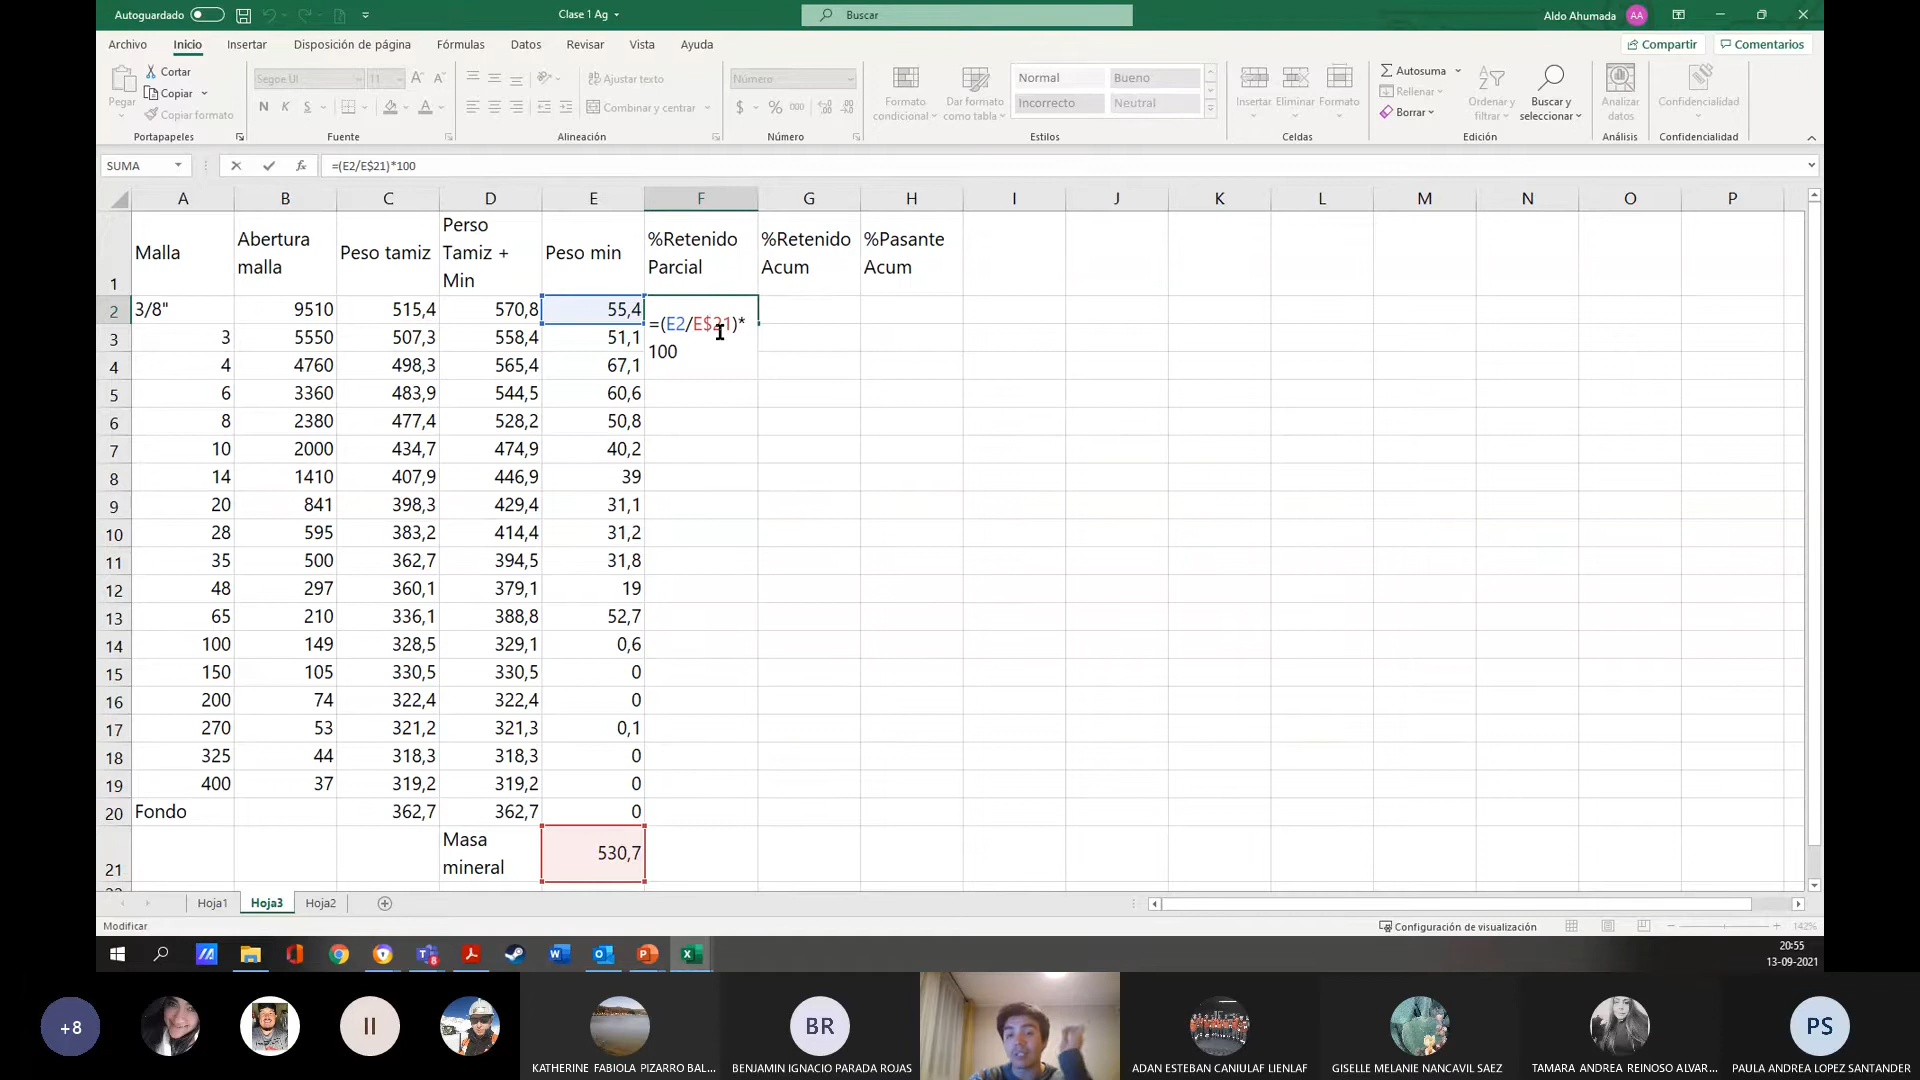 Autoguardado
Clase 1 Ag
Buscar
Aldo Ahumada
AA
Archivo
Inicio
Insertar
Disposición de página
Fórmulas
Datos
Revisar
Vista
Ayuda
Compartir
Comentarios
Pegar
Cortar
Copiar
Copiar formato
Portapapeles
Segoe UI
11
N K S
Fuente
Ajustar texto
Combinar y centrar
Alineación
Número
$ % 000
Número
Formato condicional
Dar formato como tabla
Normal
Bueno
Incorrecto
Neutral
Estilos
Insertar
Eliminar
Formato
Celdas
Autosuma
Rellenar
Borrar
Ordenar y filtrar
Buscar y seleccionar
Edición
Analizar datos
Análisis
Confidencialidad
Confidencialidad
SUMA
fx
=(E2/E$21)*100
A B C D E F G H I J K L M N O P
1 Malla Abertura malla Peso tamiz Perso Tamiz + Min Peso min %Retenido Parcial %Retenido Acum %Pasante Acum
2 3/8" 9510 515,4 570,8 55,4 =(E2/E$21)*100
3 3 5550 507,3 558,4 51,1
4 4 4760 498,3 565,4 67,1
5 6 3360 483,9 544,5 60,6
6 8 2380 477,4 528,2 50,8
7 10 2000 434,7 474,9 40,2
8 14 1410 407,9 446,9 39
9 20 841 398,3 429,4 31,1
10 28 595 383,2 414,4 31,2
11 35 500 362,7 394,5 31,8
12 48 297 360,1 379,1 19
13 65 210 336,1 388,8 52,7
14 100 149 328,5 329,1 0,6
15 150 105 330,5 330,5 0
16 200 74 322,4 322,4 0
17 270 53 321,2 321,3 0,1
18 325 44 318,3 318,3 0
19 400 37 319,2 319,2 0
20 Fondo 362,7 362,7 0
21 Masa mineral 530,7
Hoja1
Hoja3
Hoja2
Modificar
Configuración de visualización
142%
20:55
13-09-2021
+8
KATHERINE FABIOLA PIZARRO BAL...
BR
BENJAMIN IGNACIO PARADA ROJAS
ADAN ESTEBAN CANIULAF LIENLAF
GISELLE MELANIE NANCAVIL SAEZ
TAMARA ANDREA REINOSO ALVAR...
PS
PAULA ANDREA LOPEZ SANTANDER